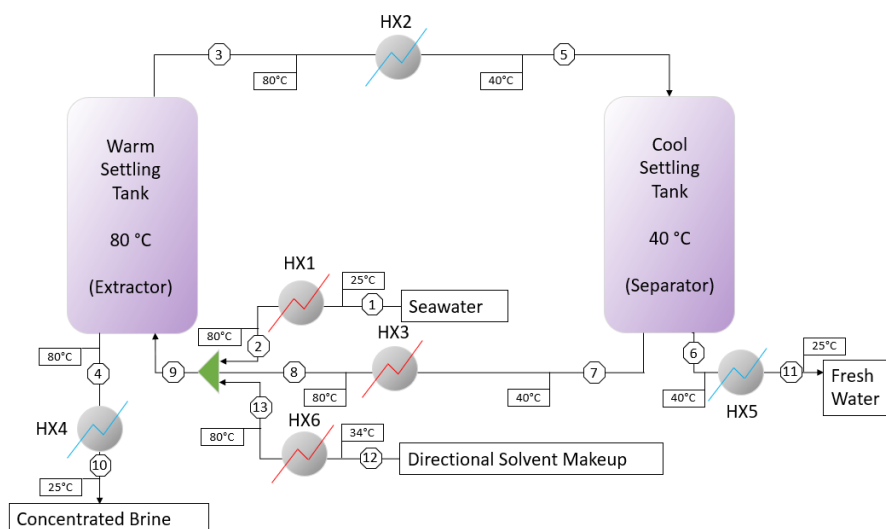 HX2
3
5
80°C
40°C
Warm
Settling
Tank
80 °C
(Extractor)
Cool
Settling
Tank
40 °C
(Separator)
HX1
25°C
1
Seawater
80°C
2
HX3
80°C
4
9
8
7
6
25°C
11
13
80°C
40°C
40°C
HX5
Fresh
Water
HX4
80°C
HX6
34°C
12
Directional Solvent Makeup
10
25°C
Concentrated Brine